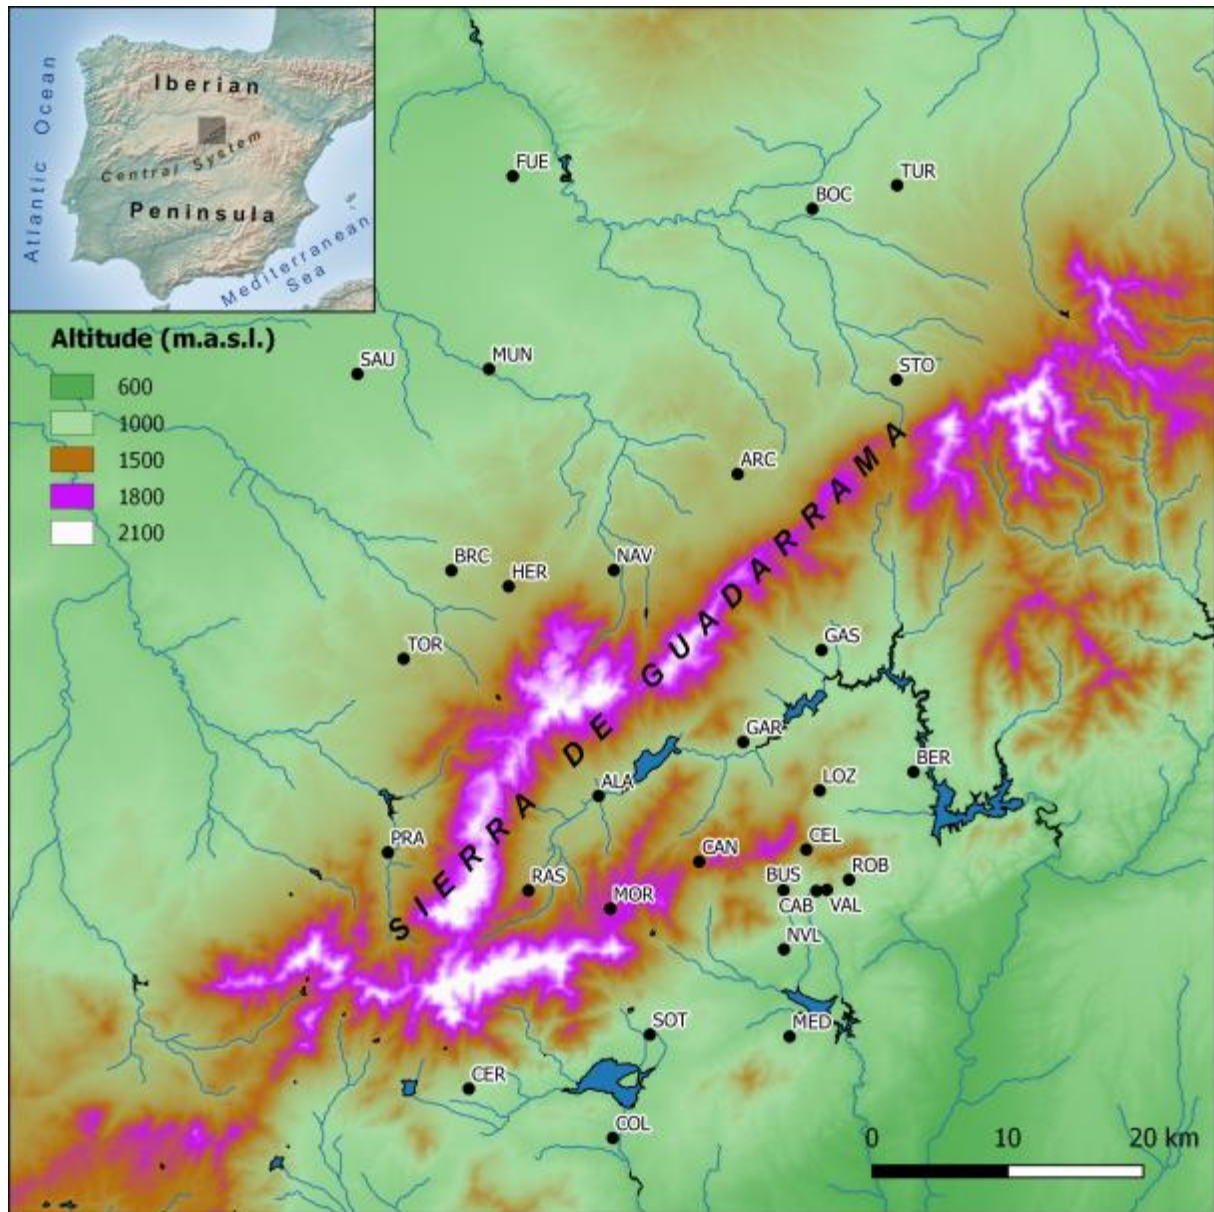 Atlantic Ocean
Iberian
Central System
Peninsula
Mediterranean
Sea
Altitude (m.a.s.l.)
600
1000
1500
1800
2100
FUE
TUR
BOC
SAU
MUN
STO
ARC
BRC
HER
NAV
TOR
GAS
GAR
BER
ALA
LOZ
PRA
CAN
CEL
RAS
BUS
ROB
MOR
CAB
VAL
NVL
SOT
MED
CER
COL
SIERRA DE GUADARRAMA
0 10 20 km